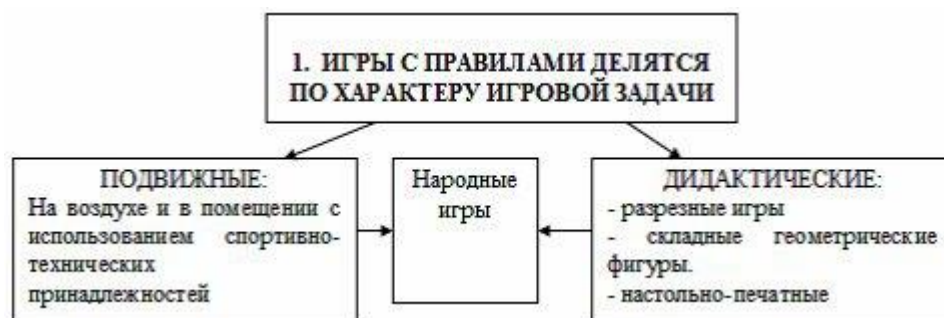 1. ИГРЫ С ПРАВИЛАМИ ДЕЛЯТСЯ
ПО ХАРАКТЕРУ ИГРОВОЙ ЗАДАЧИ
ПОДВИЖНЫЕ:
На воздухе и в помещении с
использованием спортивно-
технических
принадлежностей
Народные
игры
ДИДАКТИЧЕСКИЕ:
- разрезные игры
- складные геометрические
фигуры.
- настольно-печатные